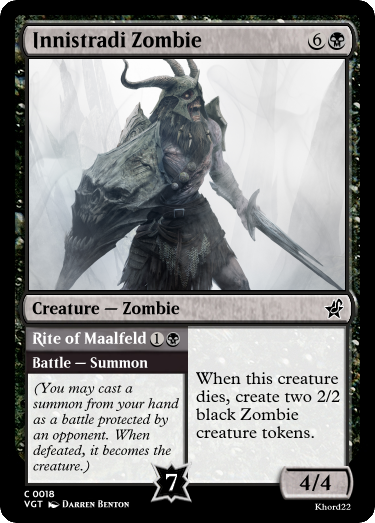 Innistradi Zombie 6
Creature — Zombie
Rite of Maalfeld 1
Battle — Summon
(You may cast a
summon from your hand
as a battle protected by
an opponent. When
defeated, it becomes the
creature.)
7
When this creature
dies, create two 2/2
black Zombie
creature tokens.
4/4
C 0018
VGT DARREN BENTON
Khord22